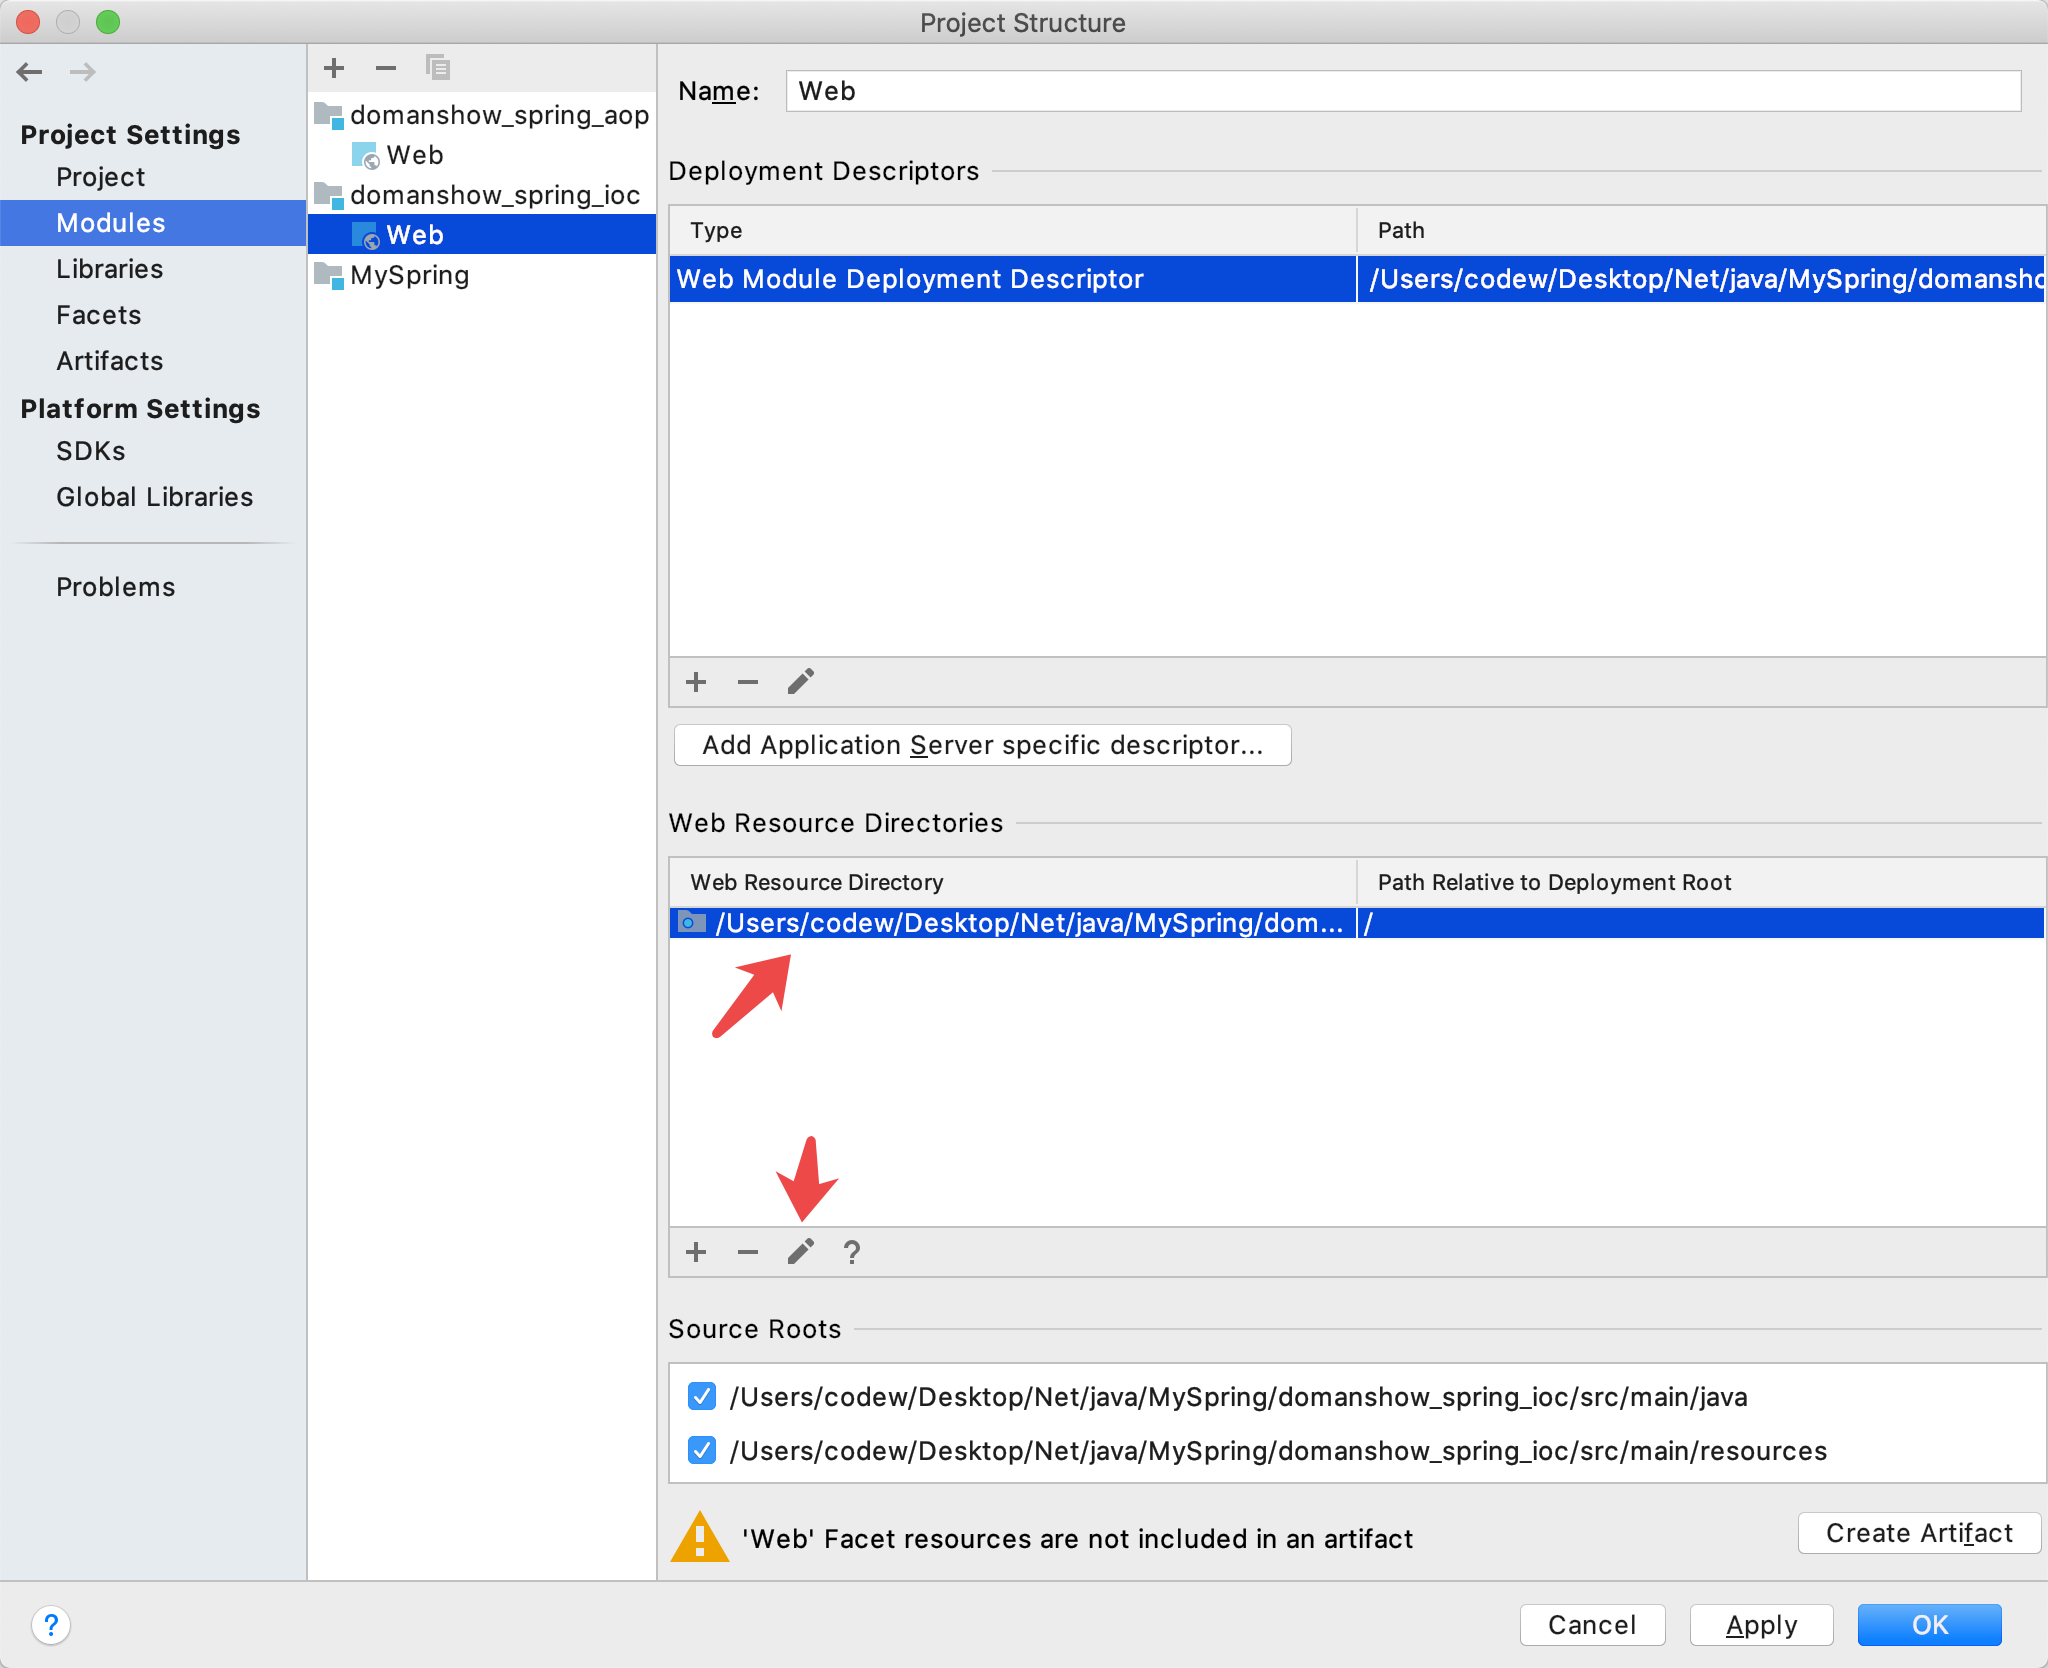 Project Structure
Project Settings
Project
Modules
Libraries
Facets
Artifacts
Platform Settings
SDKs
Global Libraries
Problems
domanshow_spring_aop
Web
domanshow_spring_ioc
Web
MySpring
Name: Web
Deployment Descriptors
Type Path
Web Module Deployment Descriptor /Users/codew/Desktop/Net/java/MySpring/domansho
Add Application Server specific descriptor...
Web Resource Directories
Web Resource Directory Path Relative to Deployment Root
/Users/codew/Desktop/Net/java/MySpring/dom... /
?
Source Roots
/Users/codew/Desktop/Net/java/MySpring/domanshow_spring_ioc/src/main/java
/Users/codew/Desktop/Net/java/MySpring/domanshow_spring_ioc/src/main/resources
'Web' Facet resources are not included in an artifact
Create Artifact
?
Cancel Apply OK